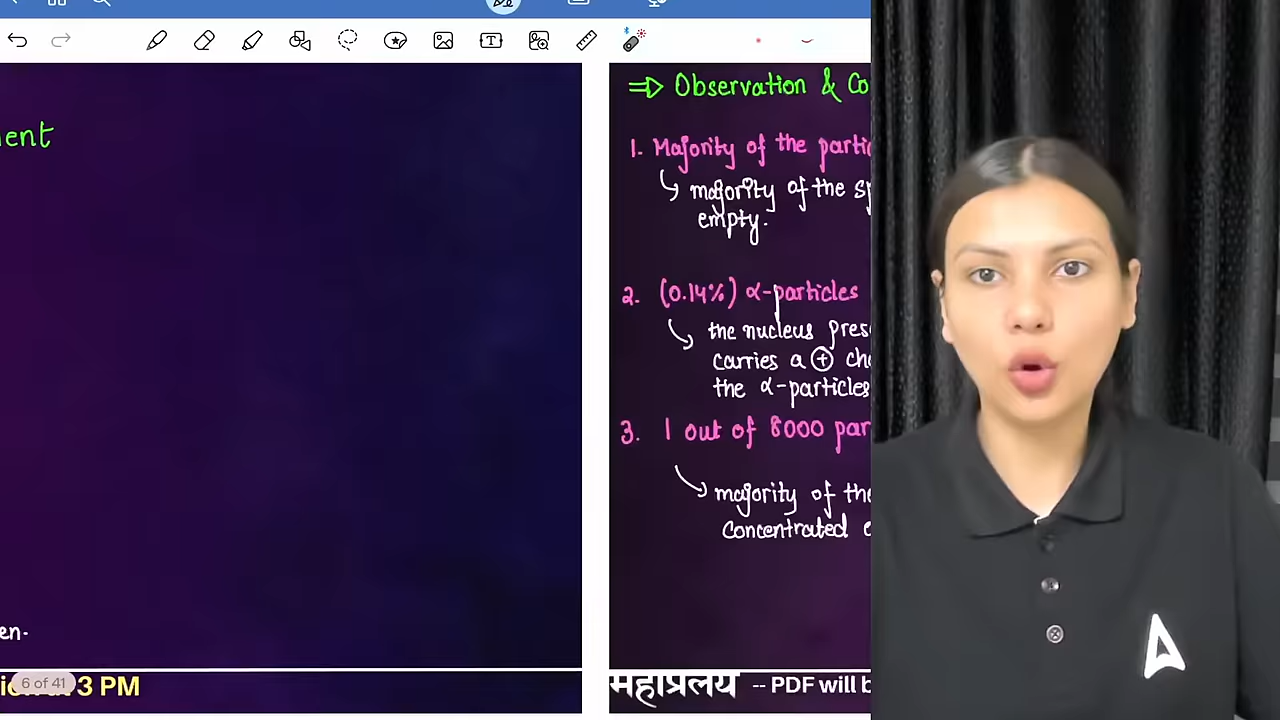 ent
en.
6 of 41
3 PM
⇒ Observation & Co
1. Majority of the partic
↳ majority of the sp
empty.
2. (0.14%) α-particles
↳ the nucleus pres
carries a ⊕ cha
the α-particles
3. 1 out of 8000 par
↳ majority of the
concentrated
महाप्रलय -- PDF will b